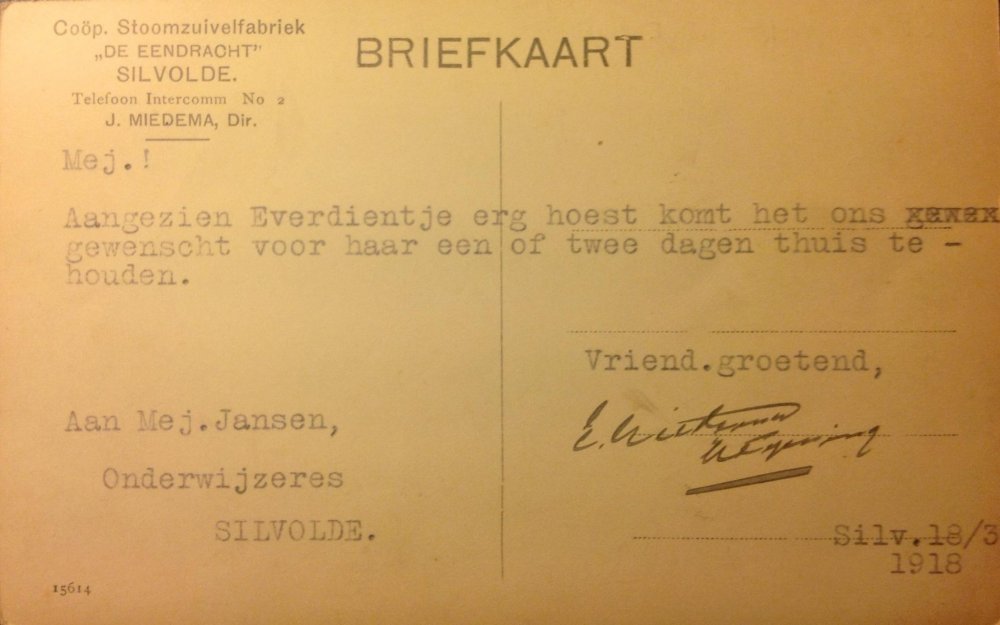 Coöp. Stoomzuivelfabriek
„DE EENDRACHT”
SILVOLDE.
Telefoon Intercomm No 2
J. MIEDEMA, Dir.
BRIEFKAART
Mej.!
Aangezien Everdientje erg hoest komt het ons
gewenscht voor haar een of twee dagen thuis te -
houden.
Vriend.groetend,
Aan Mej.Jansen,
Onderwijzeres
SILVOLDE.
Silv.18/3
1918
15614